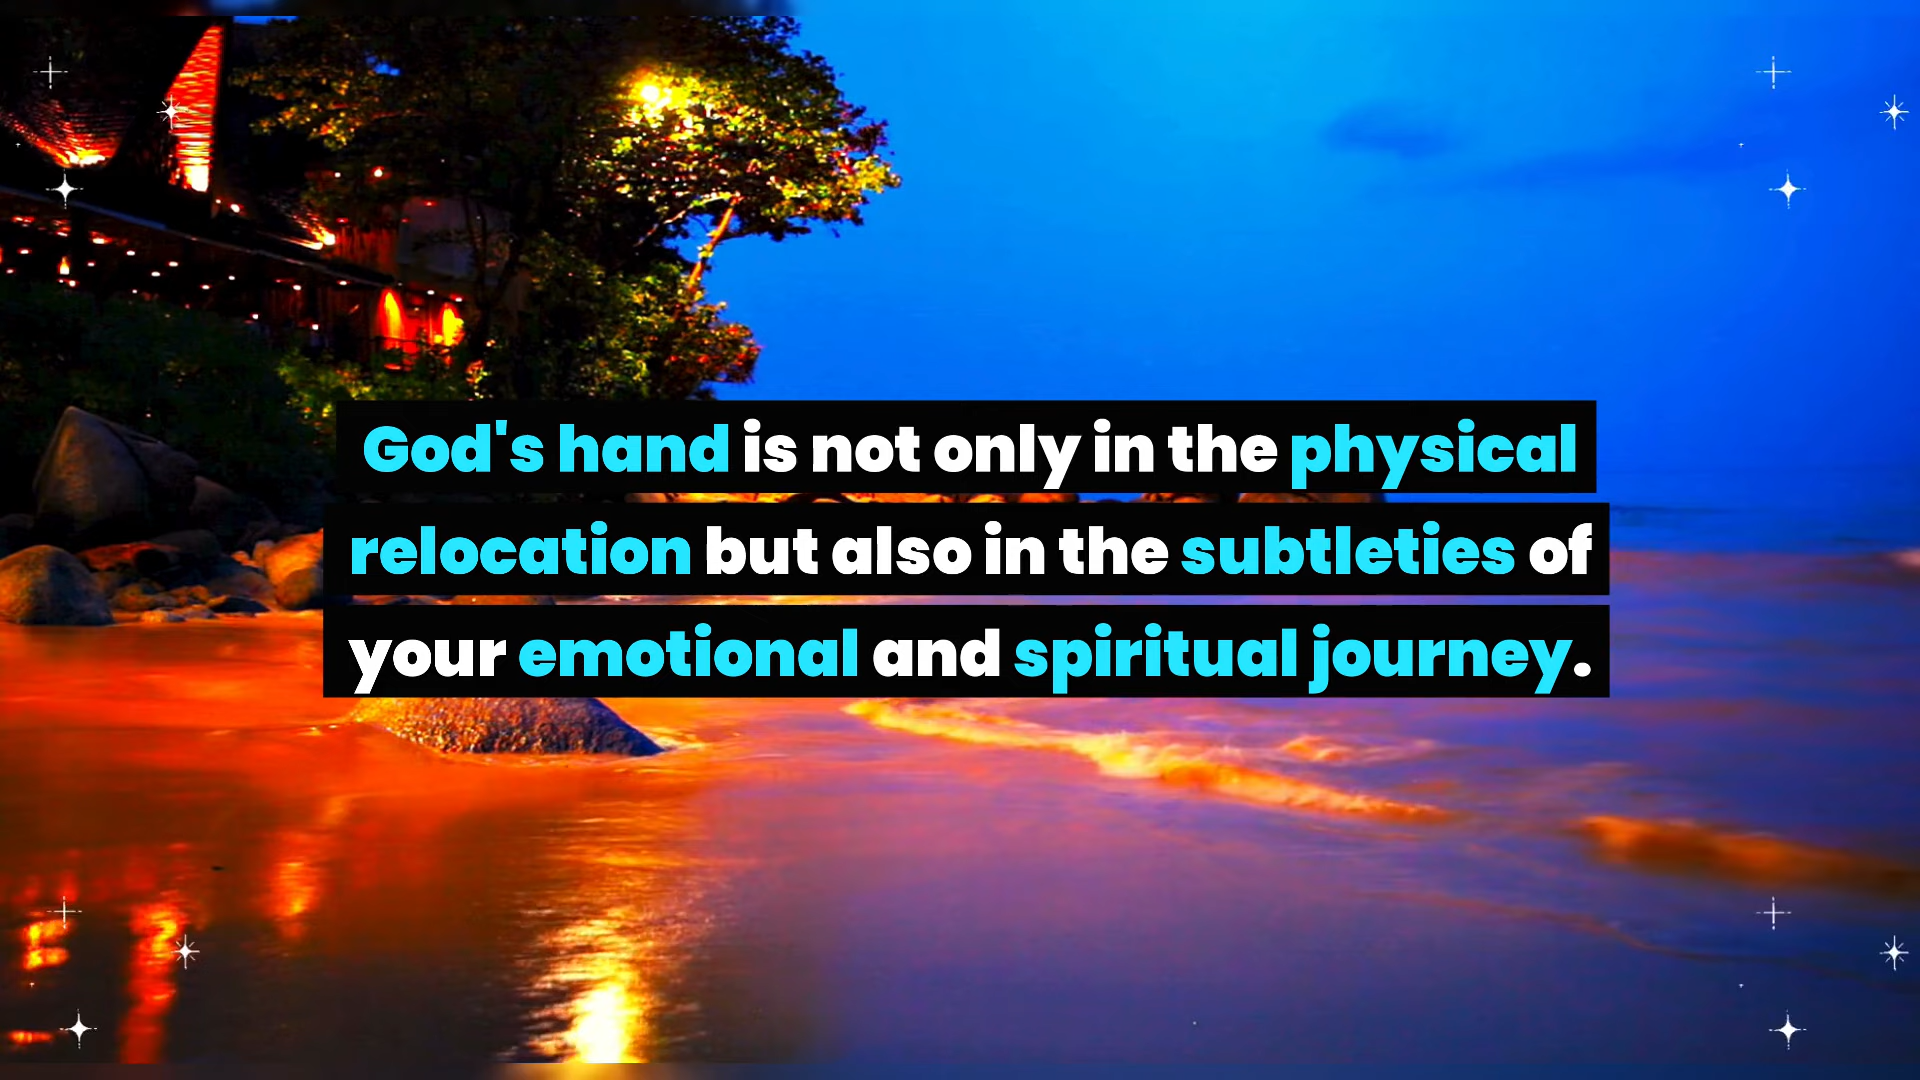 God's hand is not only in the physical
relocation but also in the subtleties of
your emotional and spiritual journey.